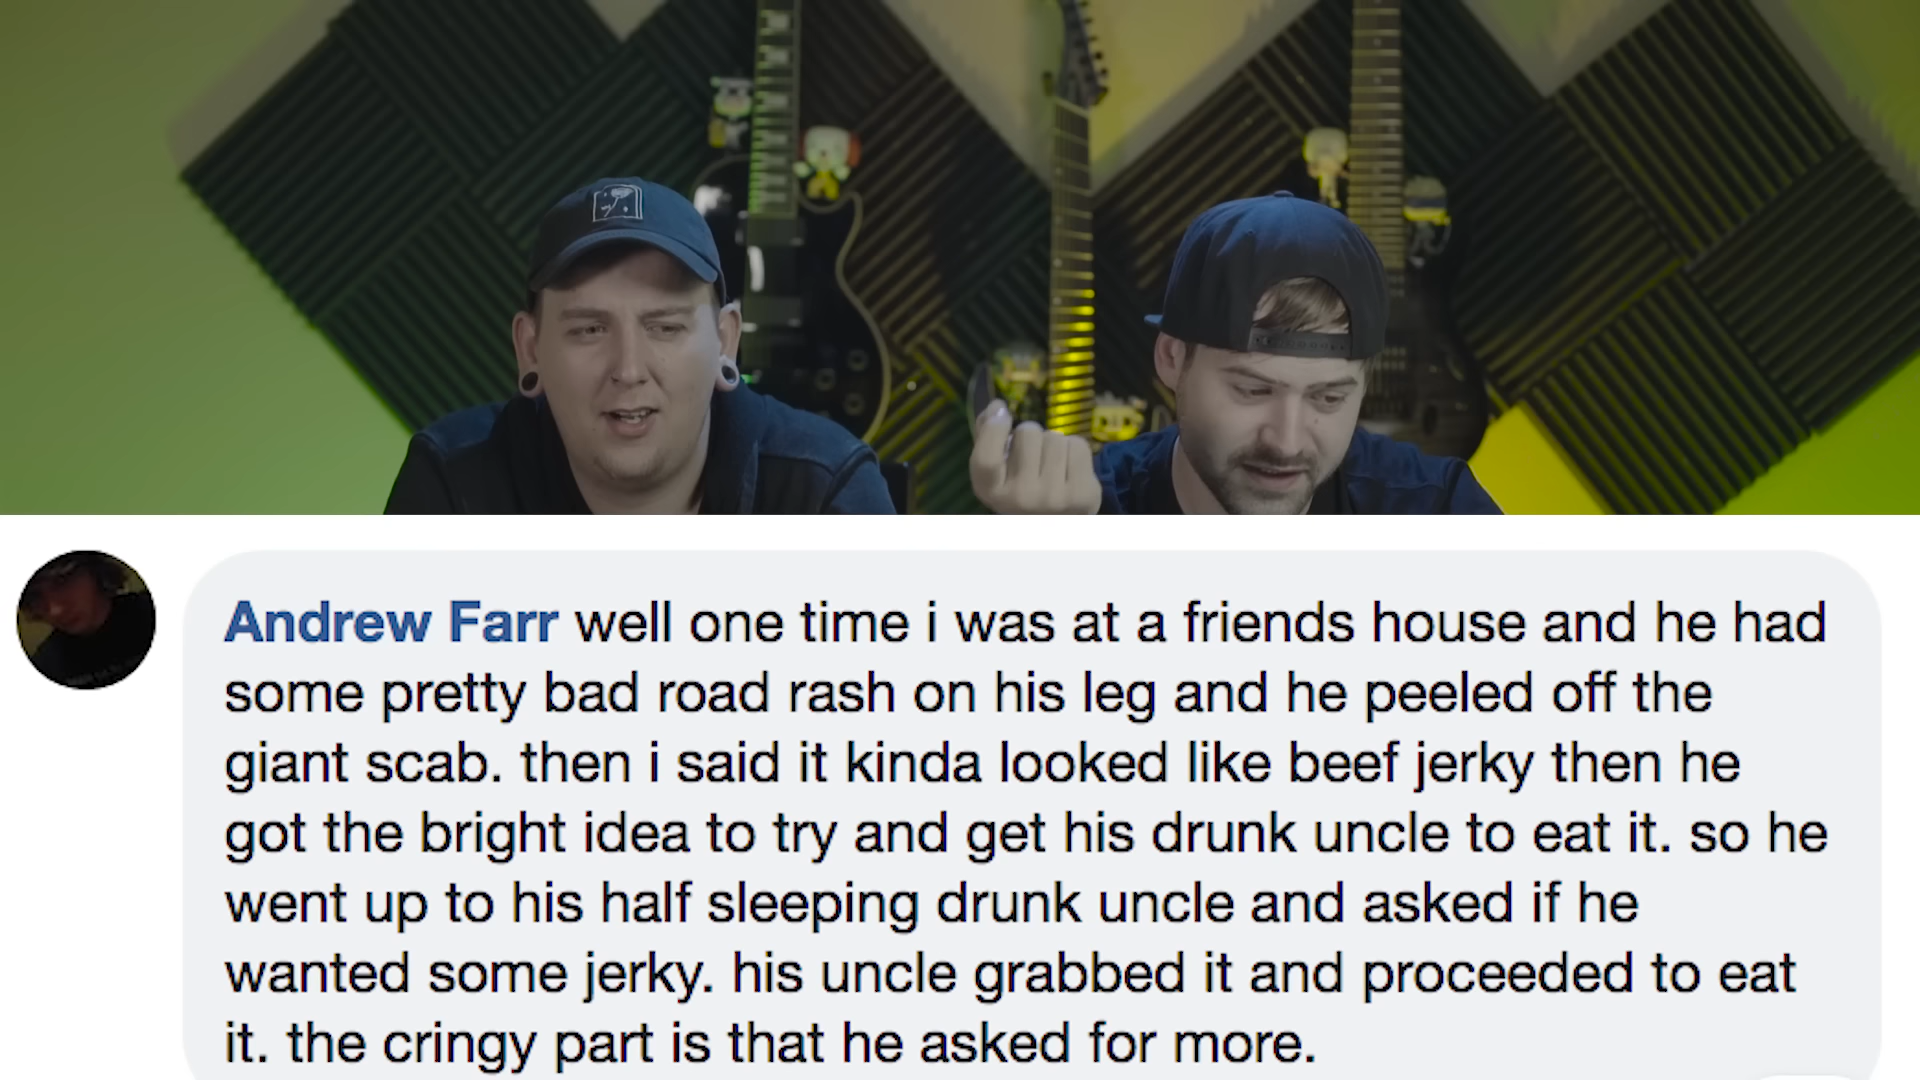 Andrew Farr well one time i was at a friends house and he had
some pretty bad road rash on his leg and he peeled off the
giant scab. then i said it kinda looked like beef jerky then he
got the bright idea to try and get his drunk uncle to eat it. so he
went up to his half sleeping drunk uncle and asked if he
wanted some jerky. his uncle grabbed it and proceeded to eat
it. the cringy part is that he asked for more.